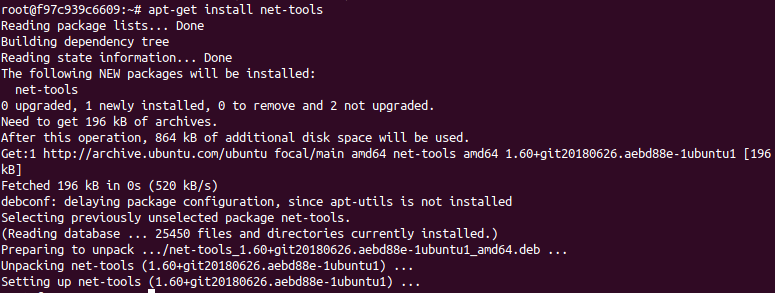 root@f97c939c6609:~# apt-get install net-tools
Reading package lists... Done
Building dependency tree
Reading state information... Done
The following NEW packages will be installed:
  net-tools
0 upgraded, 1 newly installed, 0 to remove and 2 not upgraded.
Need to get 196 kB of archives.
After this operation, 864 kB of additional disk space will be used.
Get:1 http://archive.ubuntu.com/ubuntu focal/main amd64 net-tools amd64 1.60+git20180626.aebd88e-1ubuntu1 [196
kB]
Fetched 196 kB in 0s (520 kB/s)
debconf: delaying package configuration, since apt-utils is not installed
Selecting previously unselected package net-tools.
(Reading database ... 25450 files and directories currently installed.)
Preparing to unpack .../net-tools_1.60+git20180626.aebd88e-1ubuntu1_amd64.deb ...
Unpacking net-tools (1.60+git20180626.aebd88e-1ubuntu1) ...
Setting up net-tools (1.60+git20180626.aebd88e-1ubuntu1) ...